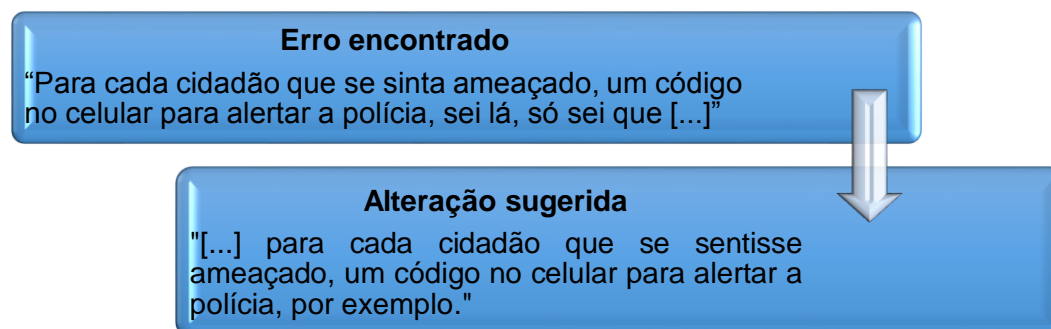 Erro encontrado
“Para cada cidadão que se sinta ameaçado, um código
no celular para alertar a polícia, sei lá, só sei que [...]”
Alteração sugerida
"[...] para cada cidadão que se sentisse
ameaçado, um código no celular para alertar a
polícia, por exemplo."